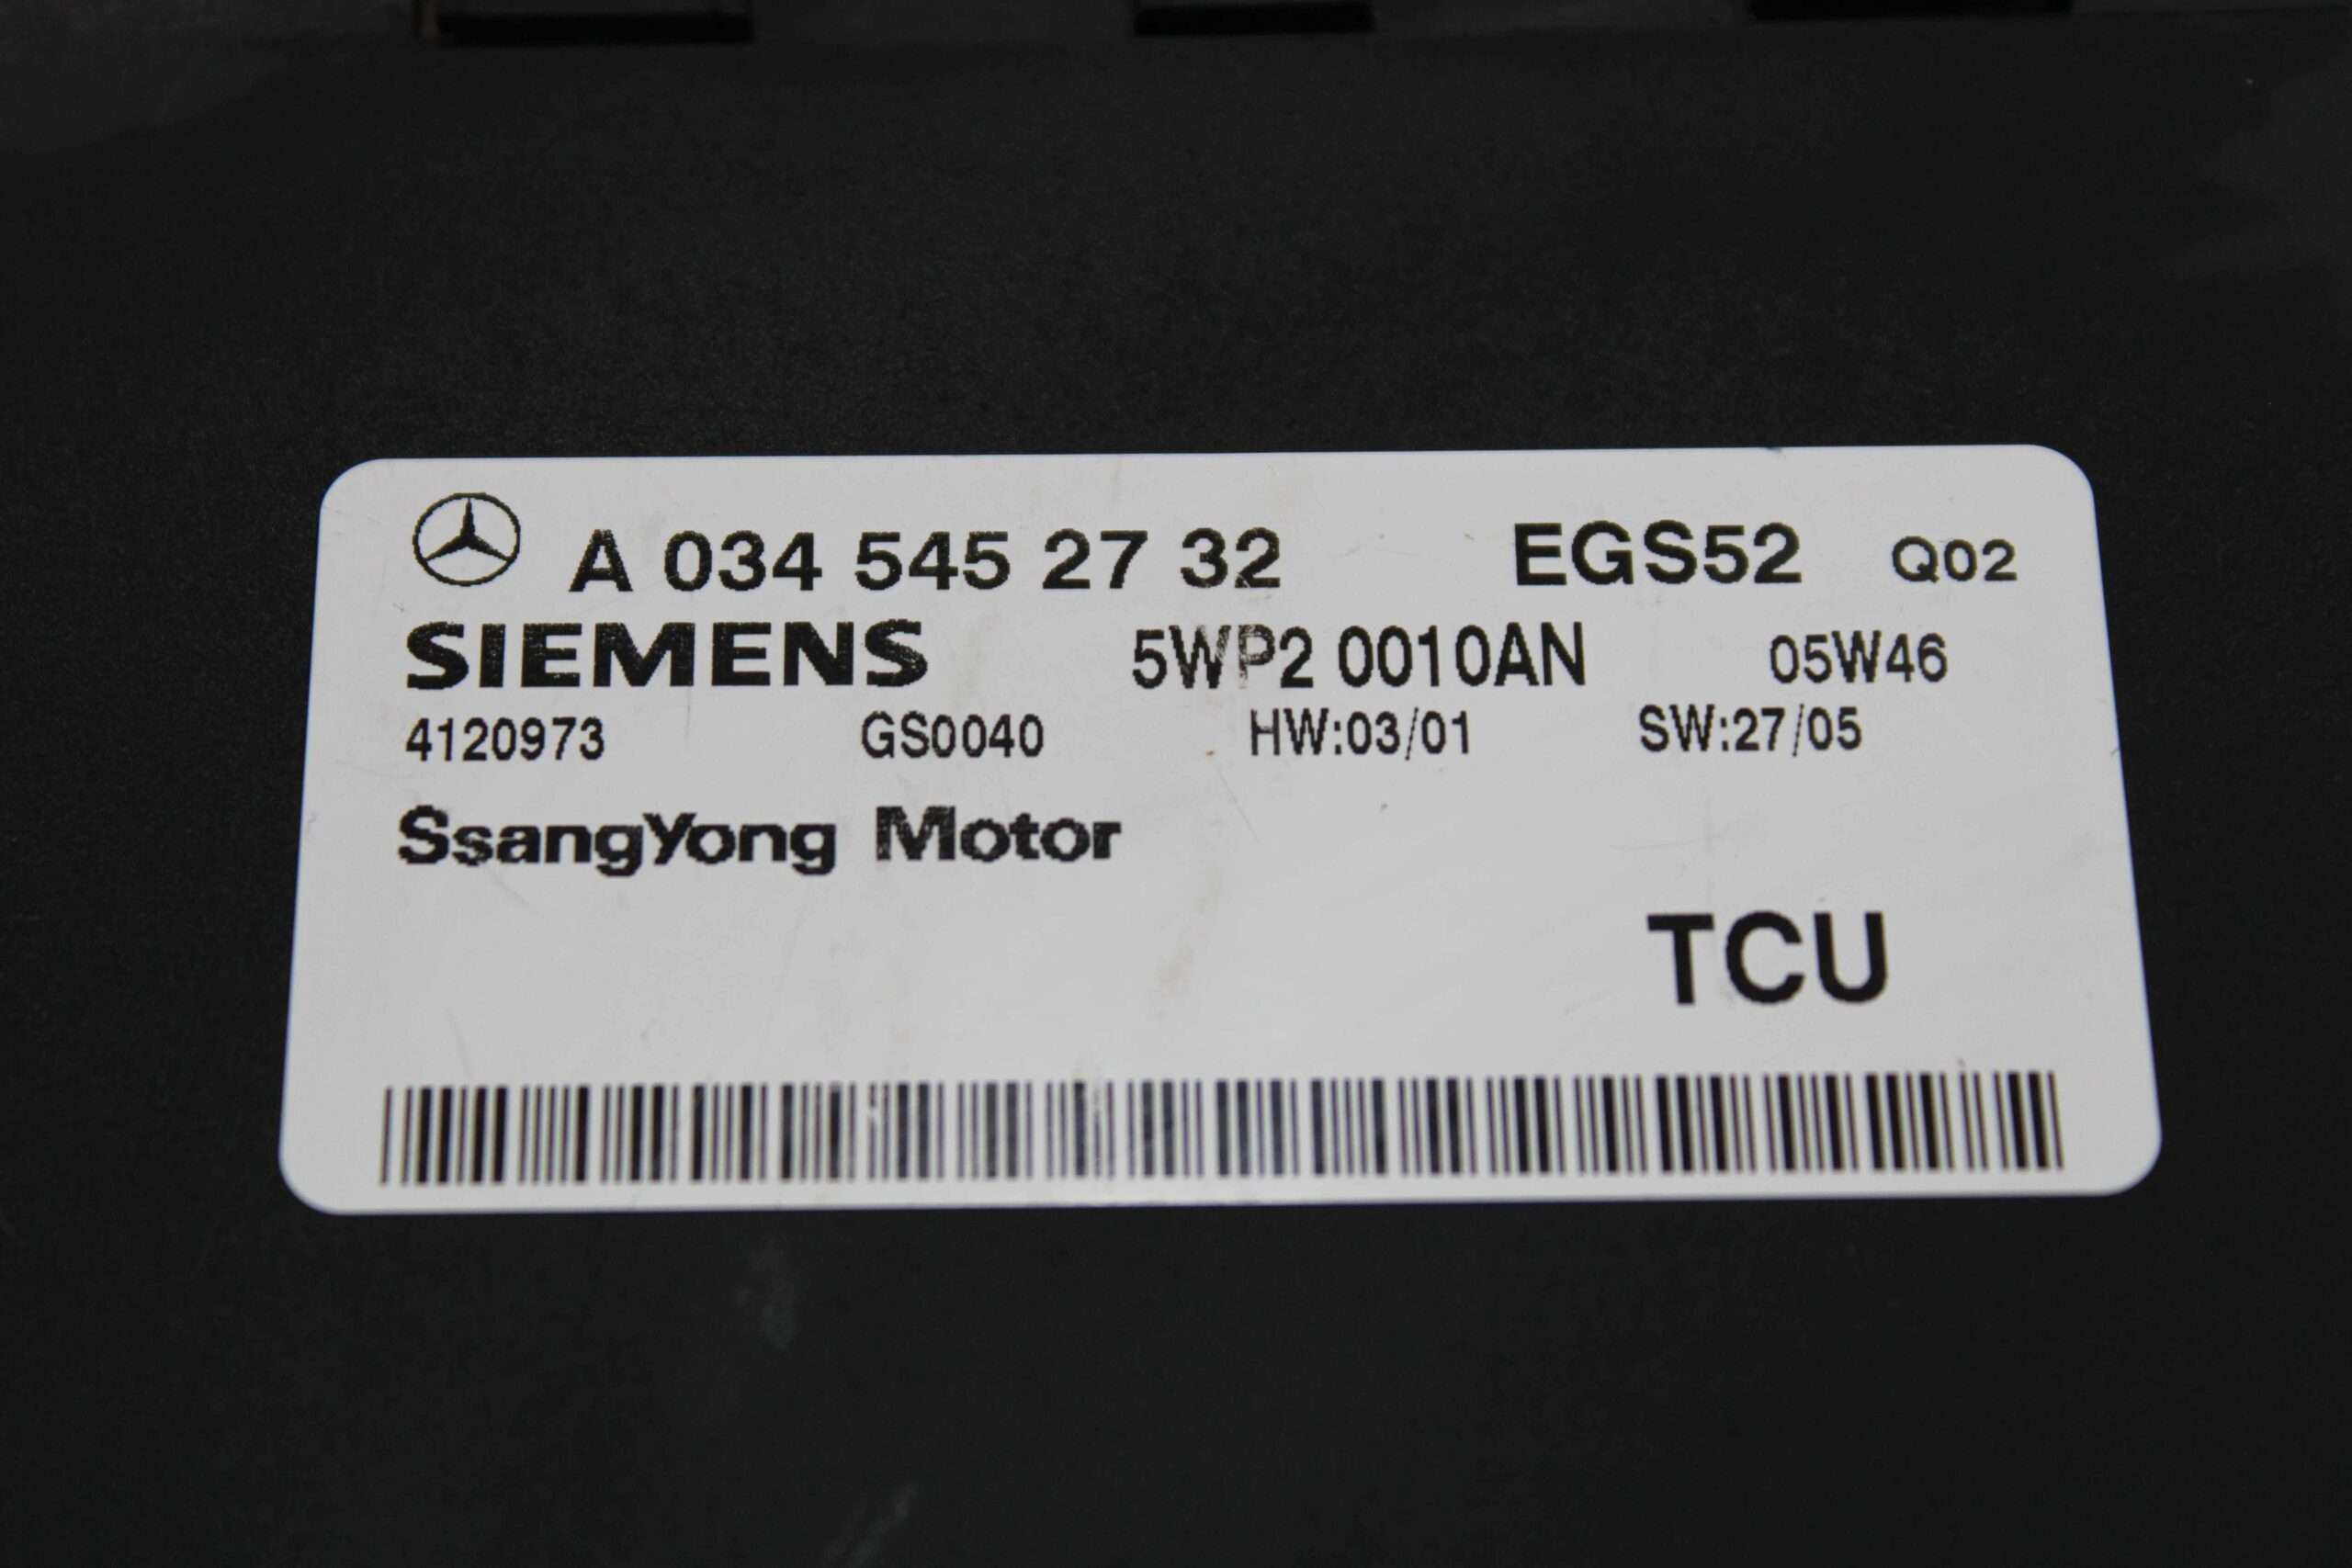 A 034 545 27 32 EGS52 Q02
SIEMENS 5WP2 0010AN 05W46
4120973 GS0040 HW:03/01 SW:27/05
SsangYong Motor
TCU